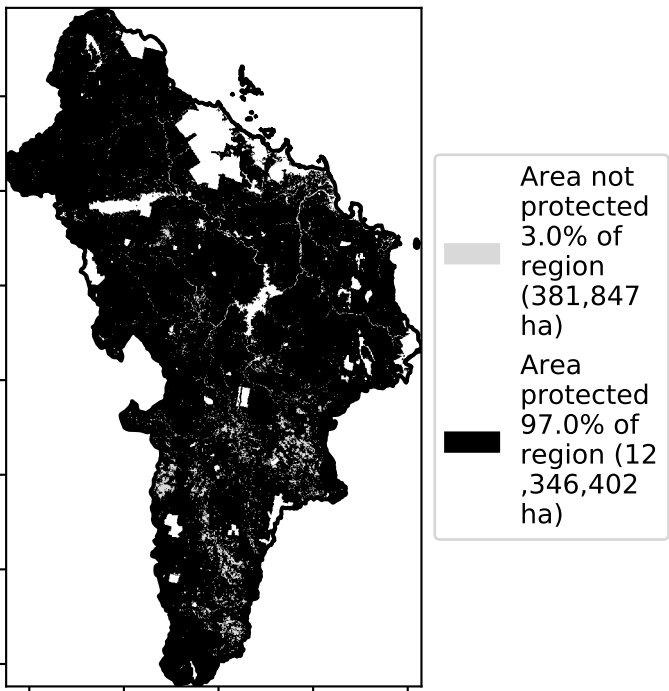 Area not
protected
3.0% of
region
(381,847
ha)
Area
protected
97.0% of
region (12
,346,402
ha)